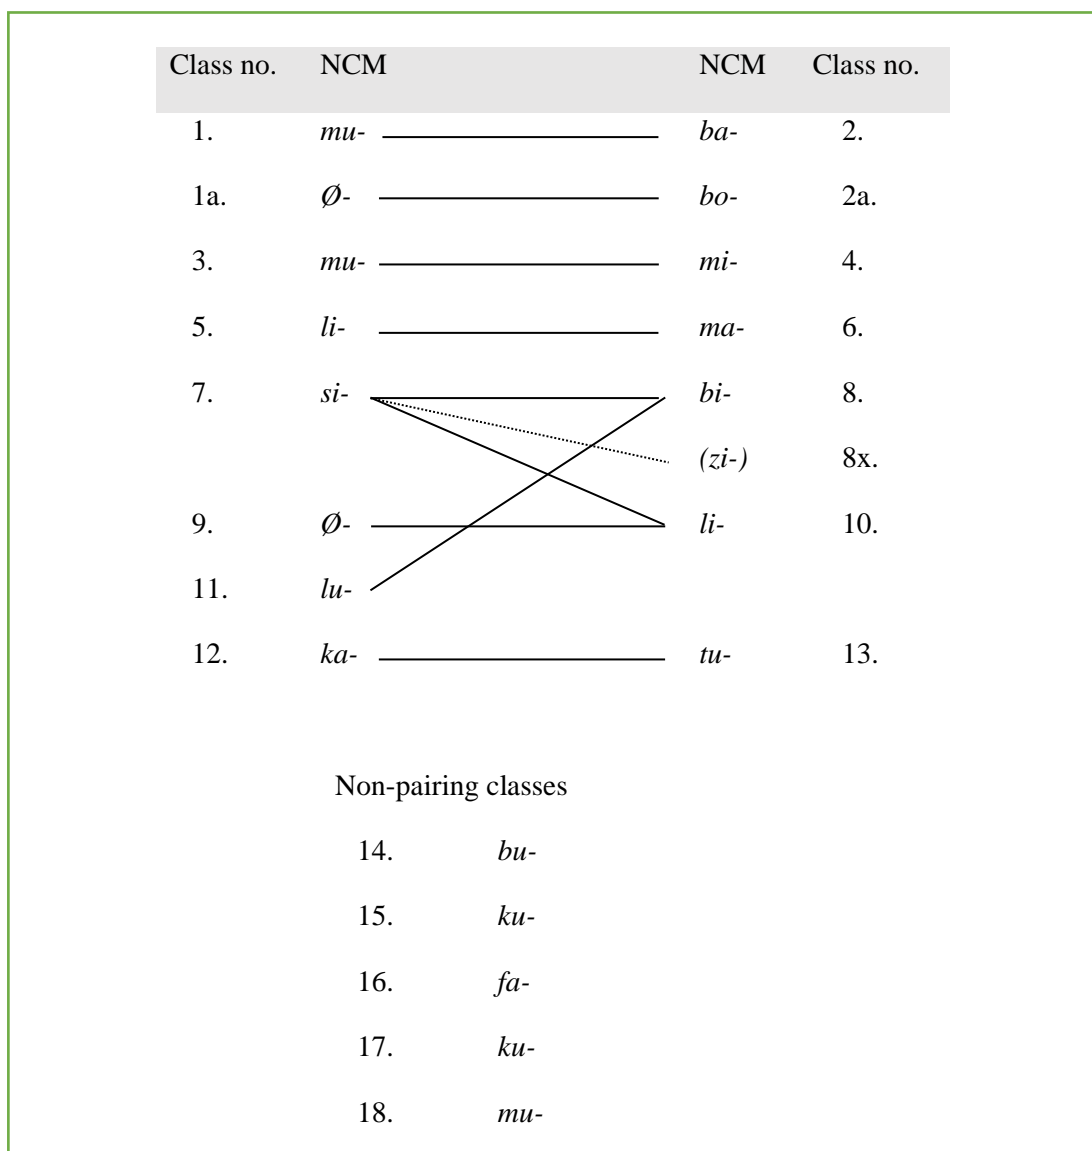 Class no. NCM NCM Class no.
1. mu- ba- 2.
1a. Ø- bo- 2a.
3. mu- mi- 4.
5. li- ma- 6.
7. si- bi- 8.
(zi-) 8x.
9. Ø- li- 10.
11. lu-
12. ka- tu- 13.
Non-pairing classes
14. bu-
15. ku-
16. fa-
17. ku-
18. mu-